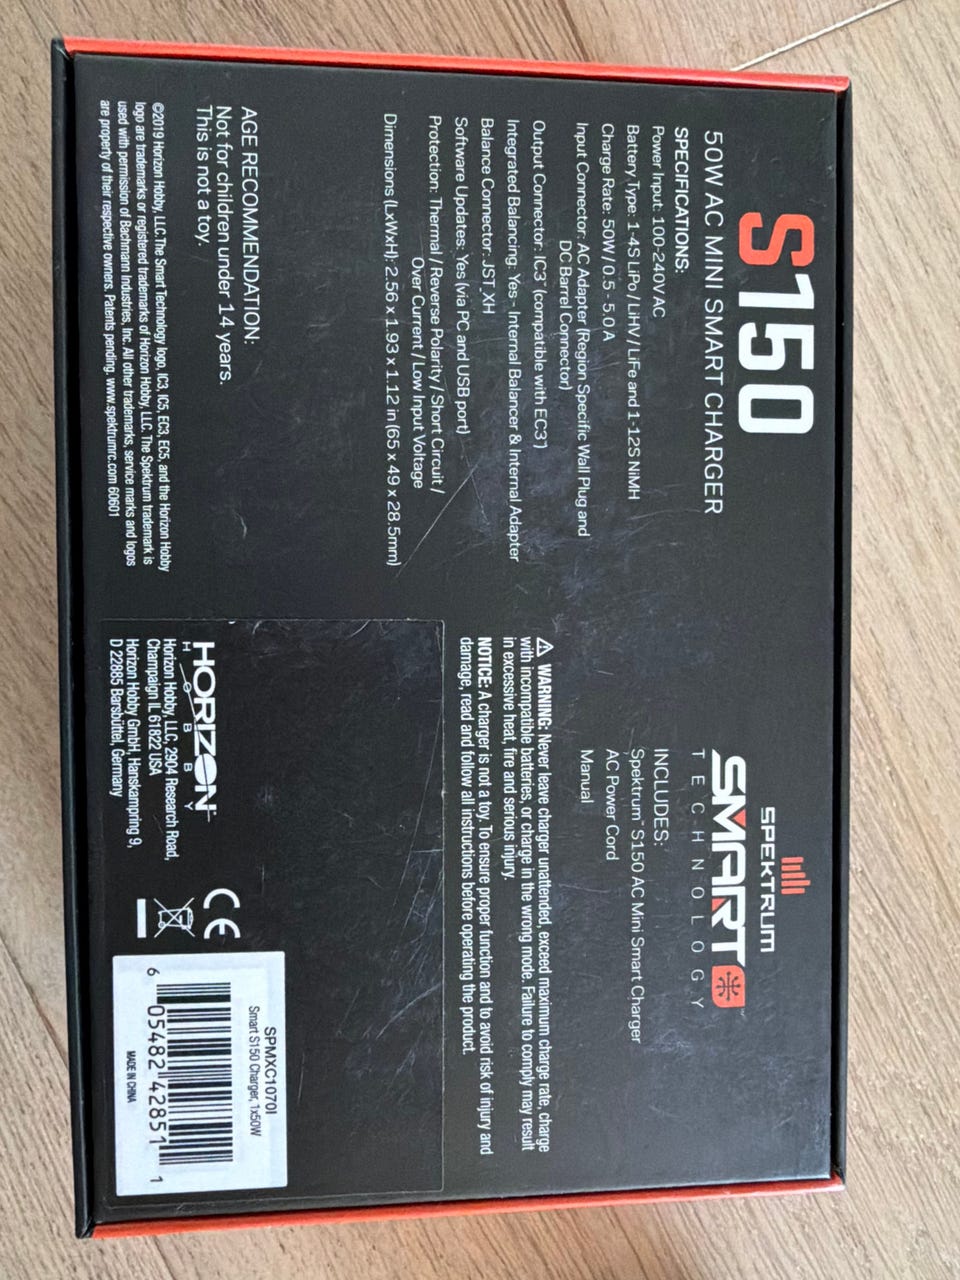 S150
50W AC MINI SMART CHARGER
SPECIFICATIONS:
Power Input: 100-240V AC
Battery Type: 1-4S LiPo / LiHV / LiFe and 1-12S NiMH
Charge Rate: 50W / 0.5 - 5.0 A
Input Connector: AC Adapter (Region Specific Wall Plug and
DC Barrel Connector)
Output Connector: IC3™ (compatible with EC3™)
Integrated Balancing: Yes - Internal Balancer & Internal Adapter
Balance Connector: JST XH
Software Updates: Yes (via PC and USB port)
Protection: Thermal / Reverse Polarity / Short Circuit /
Over Current / Low Input Voltage
Dimensions (LxWxH): 2.56 x 1.93 x 1.12 in (65 x 49 x 28.5mm)
AGE RECOMMENDATION:
Not for children under 14 years.
This is not a toy.
©2019 Horizon Hobby, LLC. The Smart Technology logo, IC3, IC5, EC3, EC5, and the Horizon Hobby
logo are trademarks or registered trademarks of Horizon Hobby, LLC. The Spektrum trademark is
used with permission of Bachmann Industries, Inc. All other trademarks, service marks and logos
are property of their respective owners. Patents pending. www.spektrumrc.com 60601
SPEKTRUM
SMART™
TECHNOLOGY
INCLUDES:
Spektrum™ S150 AC Mini Smart Charger
AC Power Cord
Manual
⚠ WARNING: Never leave charger unattended, exceed maximum charge rate, charge
with incompatible batteries, or charge in the wrong mode. Failure to comply may result
in excessive heat, fire and serious injury.
NOTICE: A charger is not a toy. To ensure proper function and to avoid risk of injury and
damage, read and follow all instructions before operating the product.
HORIZON
HOBBY
Horizon Hobby, LLC, 2904 Research Road,
Champaign IL 61822 USA
Horizon Hobby GmbH, Hanskampring 9,
D 22885 Barsbüttel, Germany
CE
SPMXC1070I
Smart S150 Charger, 1x50W
6 05482 42851 1
MADE IN CHINA